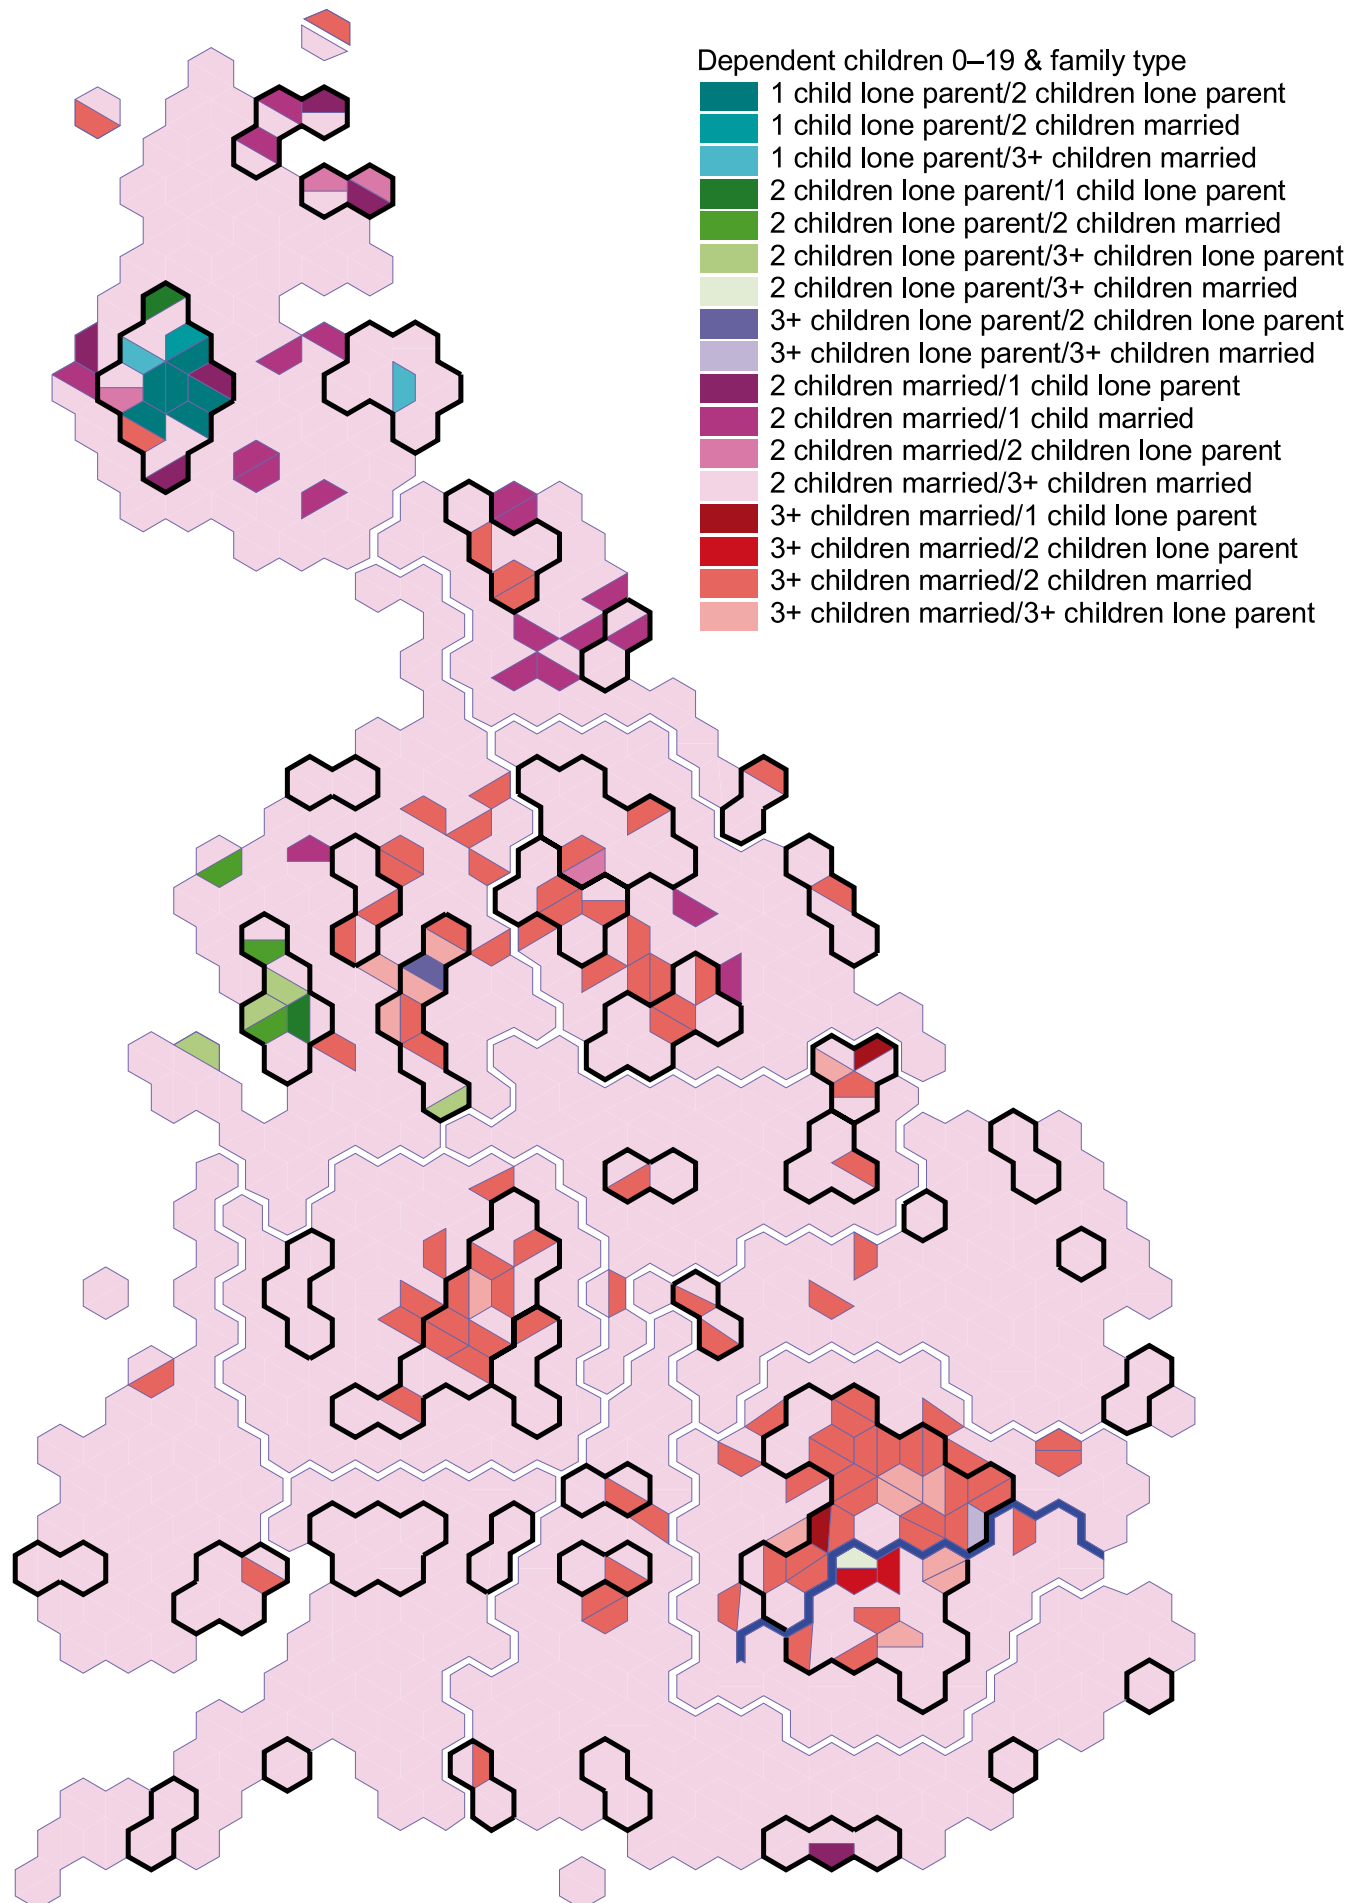 Dependent children 0–19 & family type
1 child lone parent/2 children lone parent
1 child lone parent/2 children married
1 child lone parent/3+ children married
2 children lone parent/1 child lone parent
2 children lone parent/2 children married
2 children lone parent/3+ children lone parent
2 children lone parent/3+ children married
3+ children lone parent/2 children lone parent
3+ children lone parent/3+ children married
2 children married/1 child lone parent
2 children married/1 child married
2 children married/2 children lone parent
2 children married/3+ children married
3+ children married/1 child lone parent
3+ children married/2 children lone parent
3+ children married/2 children married
3+ children married/3+ children lone parent